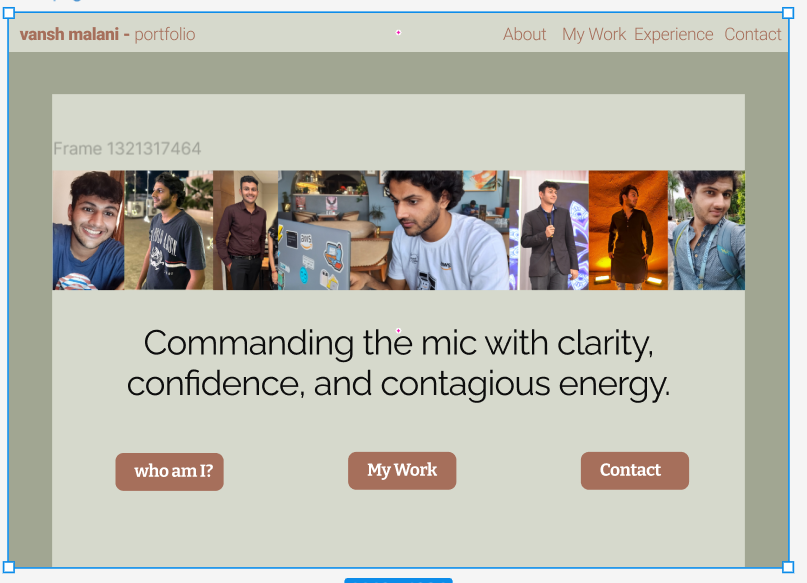 vansh malani - portfolio
About My Work Experience Contact
Frame 1321317464
Commanding the mic with clarity,
confidence, and contagious energy.
who am I?
My Work
Contact